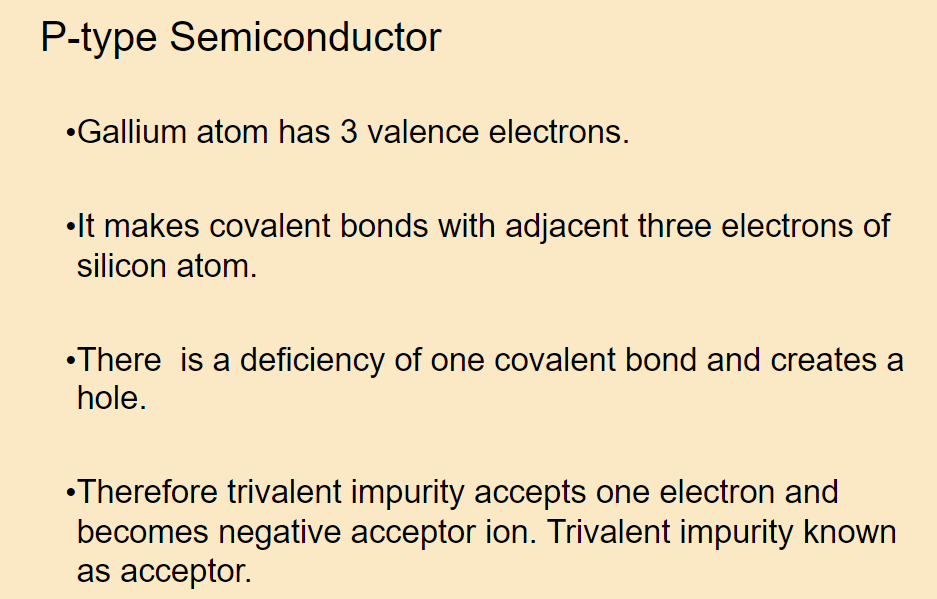 P-type Semiconductor
•Gallium atom has 3 valence electrons.
•It makes covalent bonds with adjacent three electrons of
silicon atom.
•There  is a deficiency of one covalent bond and creates a
hole.
•Therefore trivalent impurity accepts one electron and
becomes negative acceptor ion. Trivalent impurity known
as acceptor.